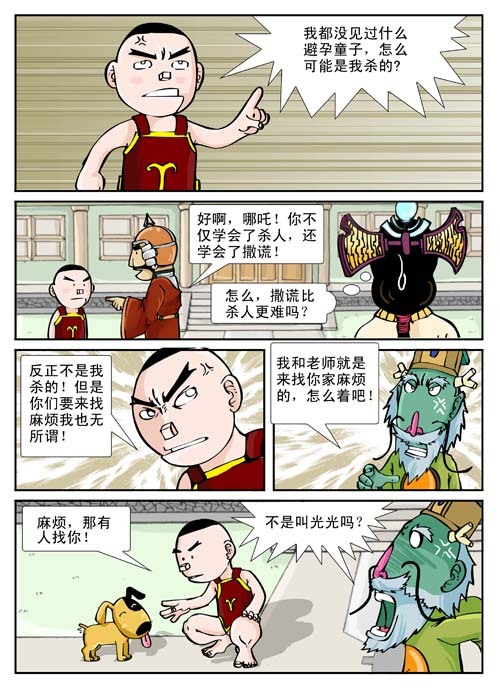 我都没见过什么
避孕童子，怎么
可能是我杀的？
好啊，哪吒！你不
仅学会了杀人，还
学会了撒谎！
怎么，撒谎比
杀人更难吗？
反正不是我
杀的！但是
你们要来找
麻烦我也无
所谓！
我和老师就是
来找你家麻烦
的，怎么着吧！
麻烦，那有
人找你！
不是叫光光吗？